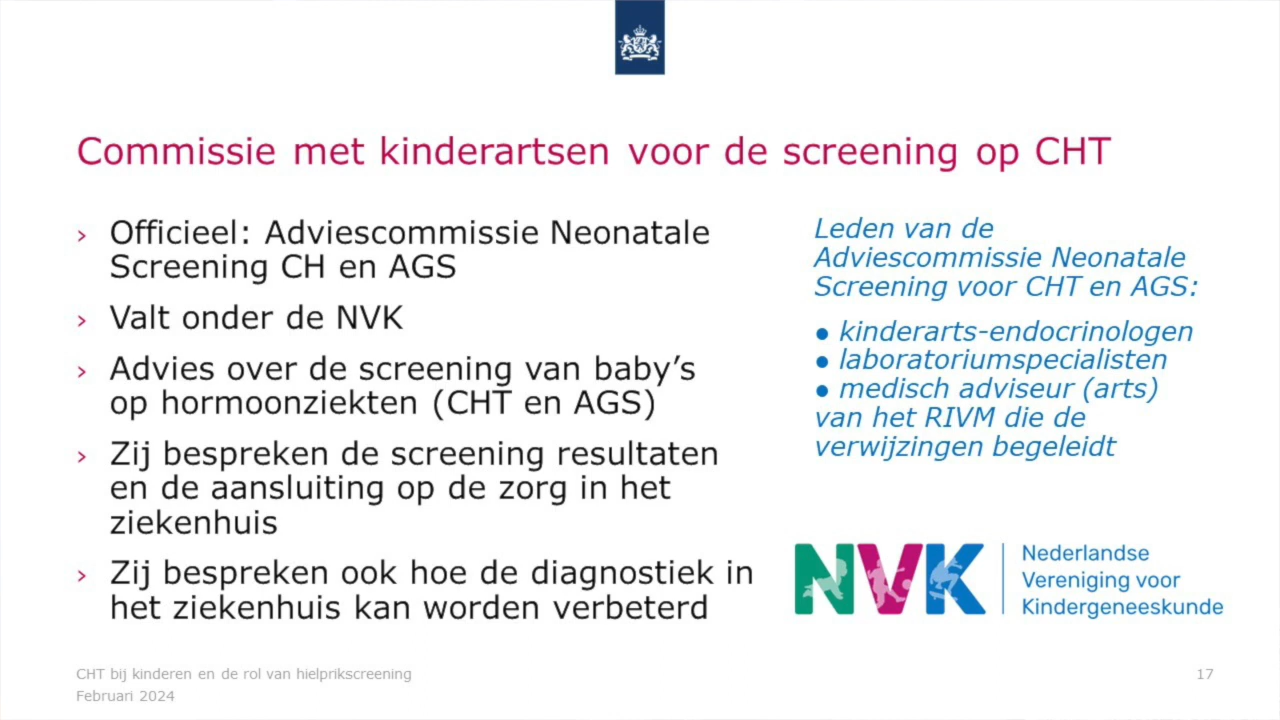 Commissie met kinderartsen voor de screening op CHT
› Officieel: Adviescommissie Neonatale
Screening CH en AGS
› Valt onder de NVK
› Advies over de screening van baby’s
op hormoonziekten (CHT en AGS)
› Zij bespreken de screening resultaten
en de aansluiting op de zorg in het
ziekenhuis
› Zij bespreken ook hoe de diagnostiek in
het ziekenhuis kan worden verbeterd
Leden van de
Adviescommissie Neonatale
Screening voor CHT en AGS:
● kinderarts-endocrinologen
● laboratoriumspecialisten
● medisch adviseur (arts)
van het RIVM die de
verwijzingen begeleidt
NVK
Nederlandse
Vereniging voor
Kindergeneeskunde
CHT bij kinderen en de rol van hielprikscreening
Februari 2024
17